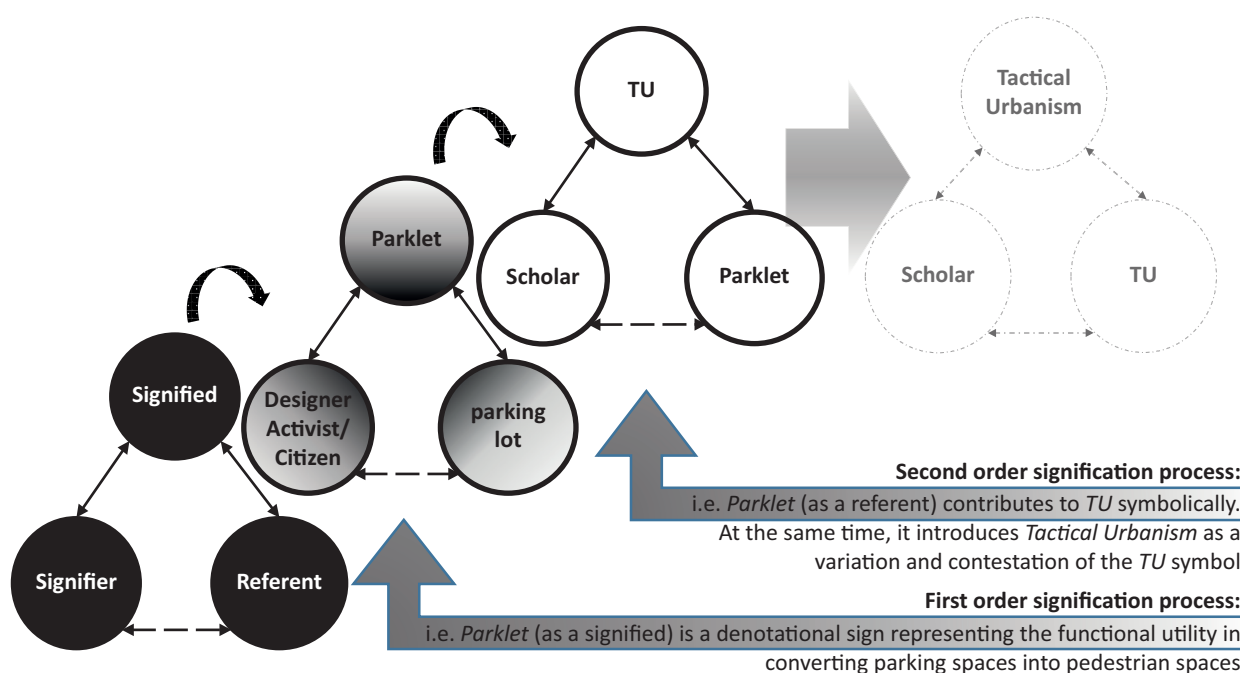 TU
Tactical
Urbanism
Parklet
Scholar
Parklet
Scholar
TU
Signified
Designer
Activist/
Citizen
parking
lot
Signifier
Referent
Second order signification process:
i.e. Parklet (as a referent) contributes to TU symbolically.
At the same time, it introduces Tactical Urbanism as a
variation and contestation of the TU symbol
First order signification process:
i.e. Parklet (as a signified) is a denotational sign representing the functional utility in
converting parking spaces into pedestrian spaces